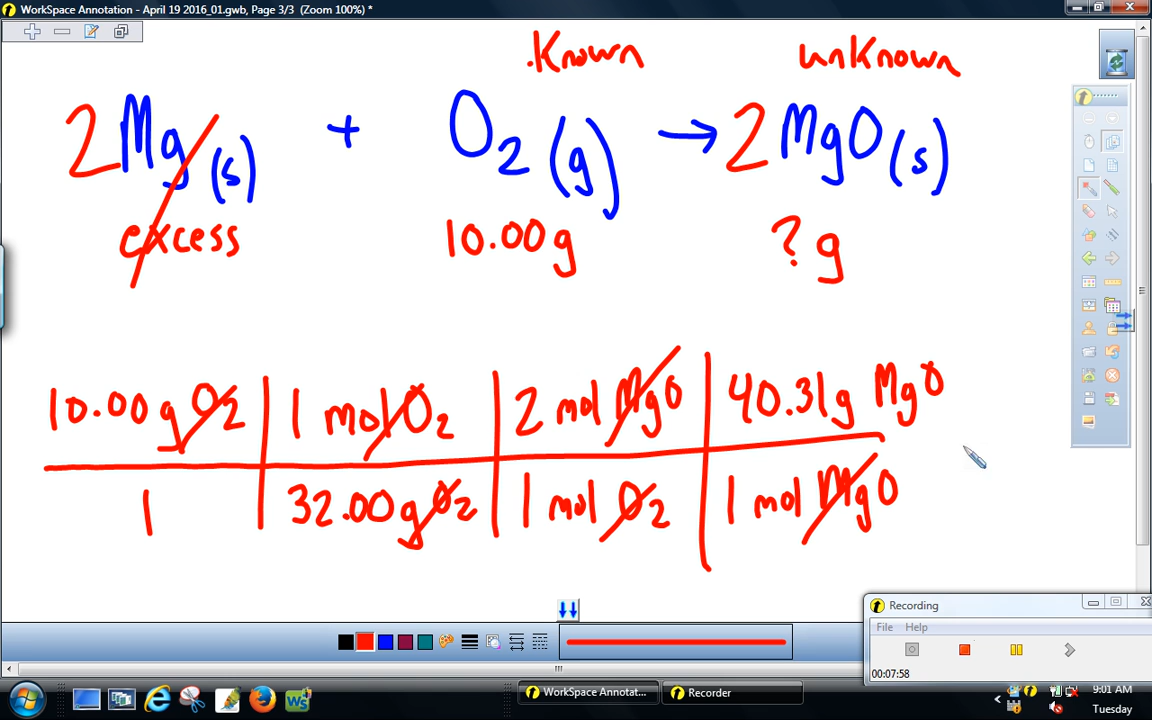 WorkSpace Annotation - April 19 2016_01.gwb, Page 3/3 (Zoom 100%) *
.Known unKnown
2Mg(s) + O2(g) → 2MgO(s)
excess 10.00g ? g
10.00g O2 | 1 mol O2 | 2 mol MgO | 40.31g MgO
1 | 32.00g O2 | 1 mol O2 | 1 mol MgO
Recording
File Help
00:07:58
WorkSpace Annotat... Recorder
9:01 AM
Tuesday